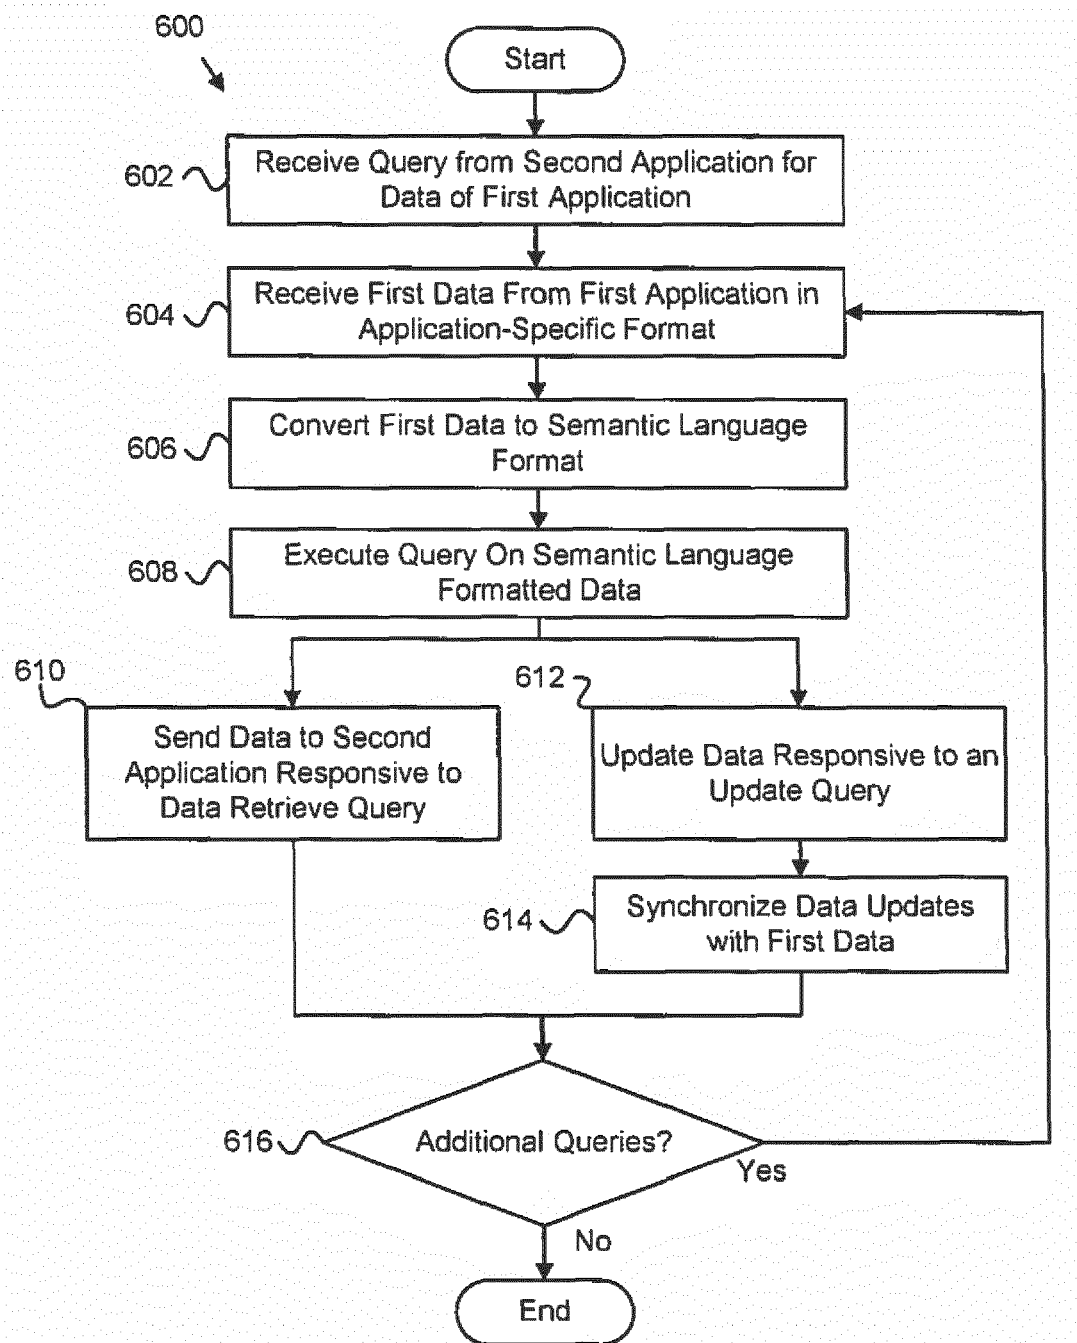 600
Start
602
Receive Query from Second Application for
Data of First Application
604
Receive First Data From First Application in
Application-Specific Format
606
Convert First Data to Semantic Language
Format
608
Execute Query On Semantic Language
Formatted Data
610
Send Data to Second
Application Responsive to
Data Retrieve Query
612
Update Data Responsive to an
Update Query
614
Synchronize Data Updates
with First Data
616
Additional Queries?
Yes
No
End